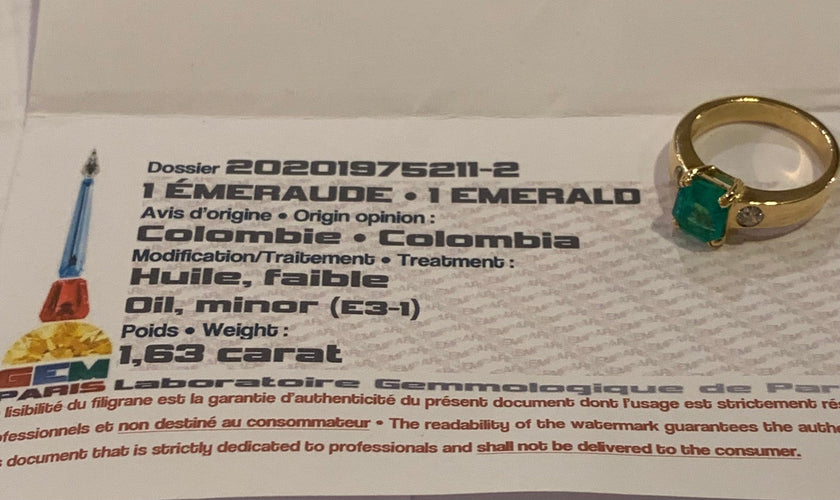 Dossier 20201975211-2
1 ÉMERAUDE • 1 EMERALD
Avis d'origine • Origin opinion :
Colombie • Colombia
Modification/Traitement • Treatment :
Huile, faible
Oil, minor (E3-1)
Poids • Weight :
1,63 carat
GEM
PARIS Laboratoire Gemmologique de
lisibilité du filigrane est la garantie d'authenticité du présent document dont l'usage est strictement
et non destiné au consommateur • The readability of the watermark guarantees the
document that is strictly dedicated to professionals and shall not be delivered to the consumer.